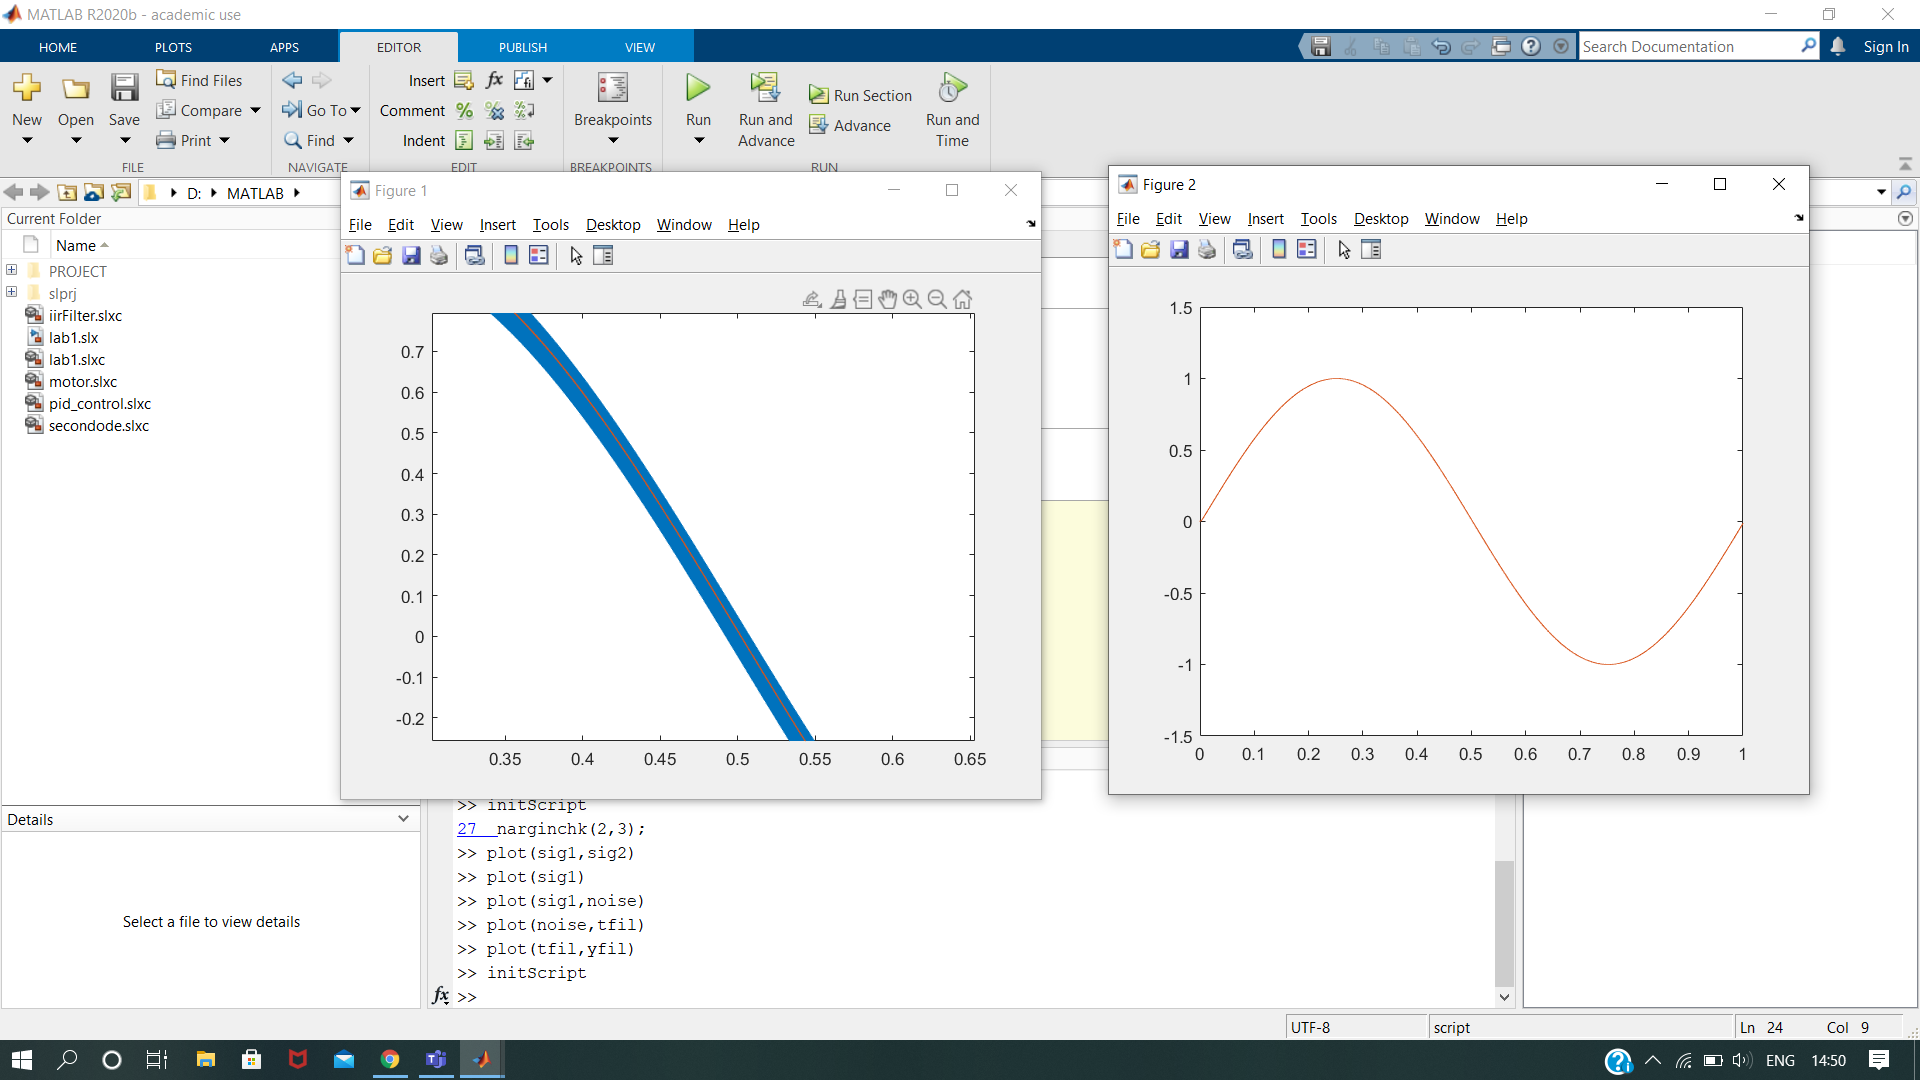 MATLAB R2020b - academic use
HOME PLOTS APPS EDITOR PUBLISH VIEW
Search Documentation
Sign In
New
Open
Save
Find Files
Compare
Print
FILE
Go To
Find
NAVIGATE
Insert
fx
Comment
Indent
EDIT
Breakpoints
BREAKPOINTS
Run
Run and
Advance
Run Section
Advance
Run and
Time
RUN
D: MATLAB
Current Folder
Name
PROJECT
slprj
iirFilter.slxc
lab1.slx
lab1.slxc
motor.slxc
pid_control.slxc
secondode.slxc
Details
Select a file to view details
Figure 1
File Edit View Insert Tools Desktop Window Help
0.7
0.6
0.5
0.4
0.3
0.2
0.1
0
-0.1
-0.2
0.35 0.4 0.45 0.5 0.55 0.6 0.65
Figure 2
File Edit View Insert Tools Desktop Window Help
1.5
1
0.5
0
-0.5
-1
-1.5
0 0.1 0.2 0.3 0.4 0.5 0.6 0.7 0.8 0.9 1
>> initScript
27 narginchk(2,3);
>> plot(sig1,sig2)
>> plot(sig1)
>> plot(sig1,noise)
>> plot(noise,tfil)
>> plot(tfil,yfil)
>> initScript
fx >>
UTF-8 script Ln 24 Col 9
ENG 14:50